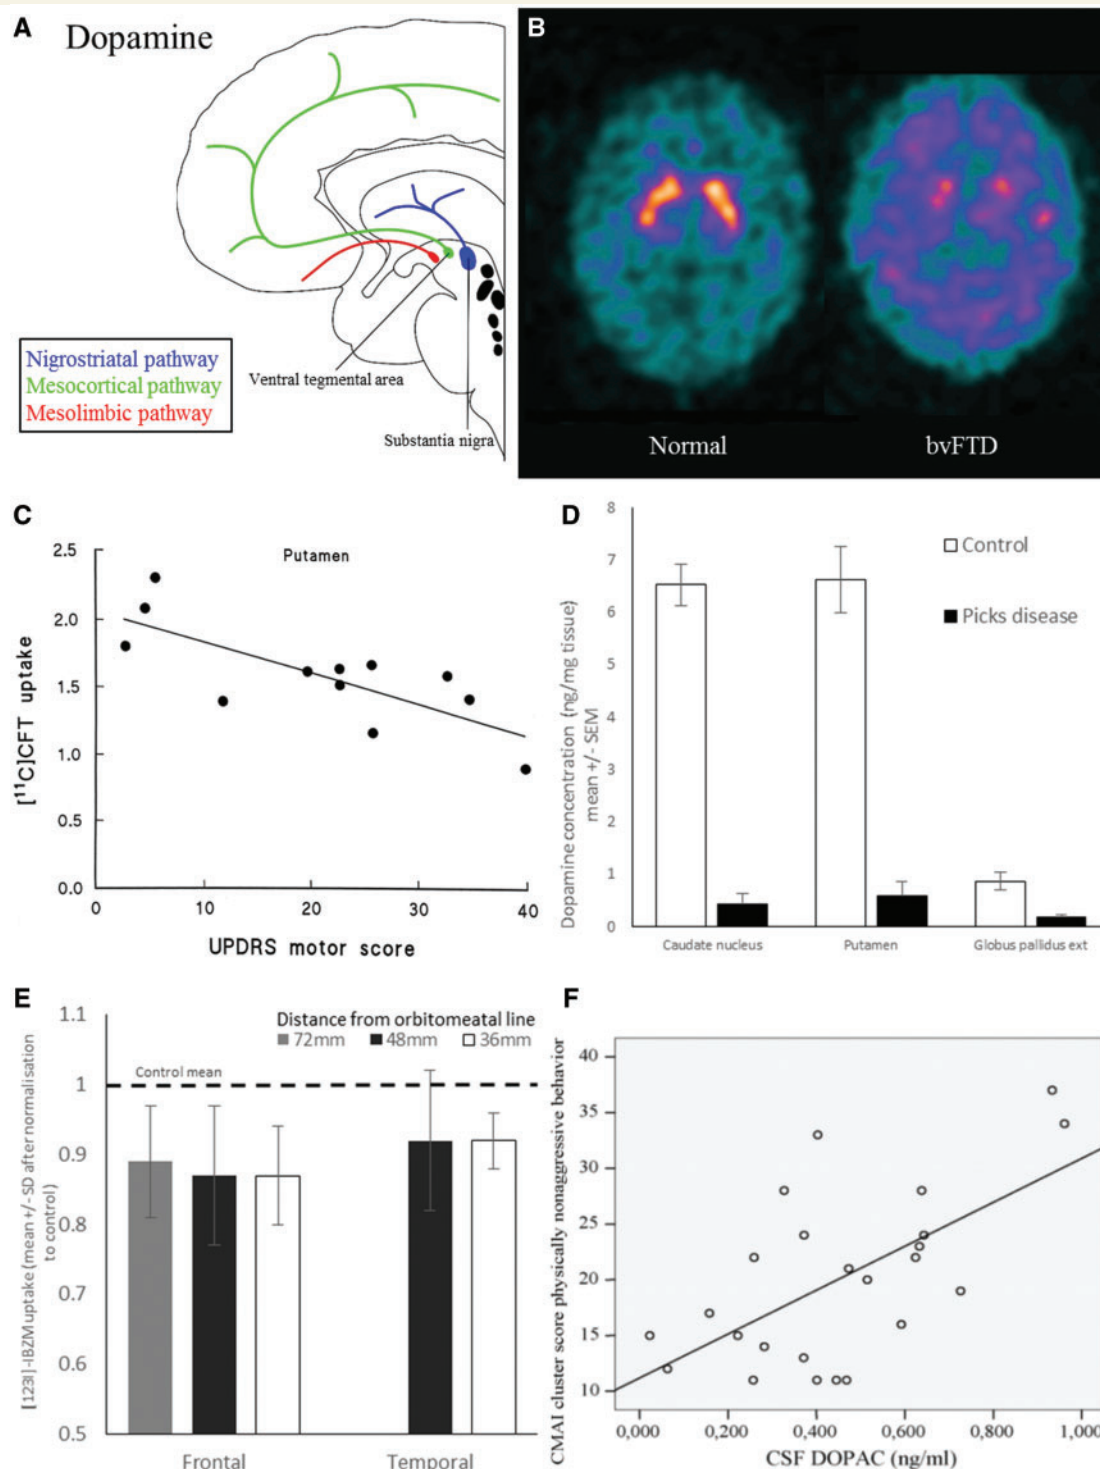 A
Dopamine
Nigrostriatal pathway
Mesocortical pathway
Mesolimbic pathway
Ventral tegmental area
Substantia nigra
B
Normal
bvFTD
C
Putamen
2.5
2.0
1.5
1.0
0.5
0.0
[¹¹C]CFT uptake
0
10
20
30
40
UPDRS motor score
D
8
7
6
5
4
3
2
1
0
Dopamine concentration (ng/mg tissue)
mean +/- SEM
Control
Picks disease
Caudate nucleus
Putamen
Globus pallidus ext
E
1.1
1
0.9
0.8
0.7
0.6
0.5
[123I]-IBZM uptake (mean +/- SD after normalisation
to control)
Distance from orbitomeatal line
72mm
48mm
36mm
Control mean
Frontal
Temporal
F
40
35
30
25
20
15
10
CMAI cluster score physically nonaggressive behavior
0,000
0,200
0,400
0,600
0,800
1,000
CSF DOPAC (ng/ml)